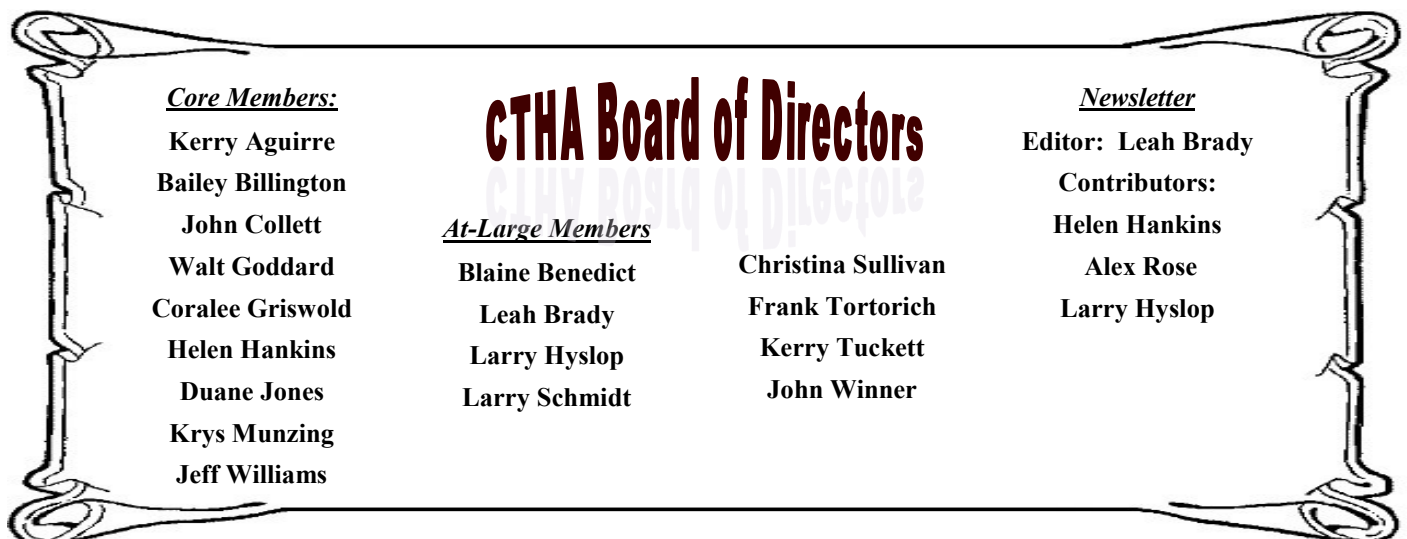 Core Members:
Kerry Aguirre
Bailey Billington
John Collett
Walt Goddard
Coralee Griswold
Helen Hankins
Duane Jones
Krys Munzing
Jeff Williams
CTHA Board of Directors
At-Large Members
Blaine Benedict
Leah Brady
Larry Hyslop
Larry Schmidt
Christina Sullivan
Frank Tortorich
Kerry Tuckett
John Winner
Newsletter
Editor: Leah Brady
Contributors:
Helen Hankins
Alex Rose
Larry Hyslop